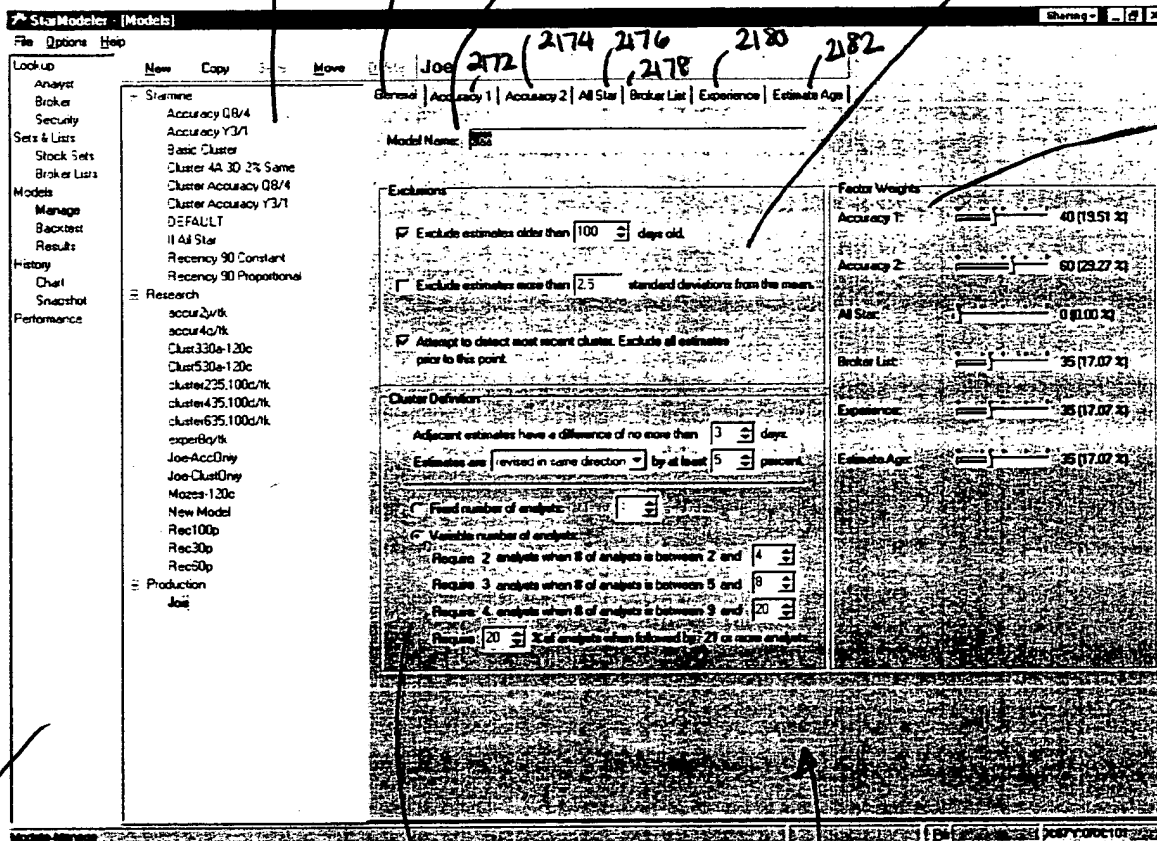 StarModeler - [Models]
Sharing
File Options Help
2172 2174 2176 2178 2180 2182
New Copy Move Delete Joe
General Accuracy 1 Accuracy 2 All Star Broker List Experience Estimate Age
Lookup
Analyst
Broker
Security
Sets & Lists
Stock Sets
Broker Lists
Models
Manage
Backtest
Results
History
Chart
Snapshot
Performance
Starmine
Accuracy Q8/4
Accuracy Y3/1
Basic Cluster
Cluster 4A 3D 2% Same
Cluster Accuracy Q8/4
Cluster Accuracy Y3/1
DEFAULT
II All Star
Recency 90 Constant
Recency 90 Proportional
Research
accur2y/tk
accur4q/tk
Clust330a-120c
Clust530a-120c
cluster235,100d/tk
cluster435,100d/tk
cluster635,100d/tk
exper8q/tk
Joe-AccOnly
Joe-ClustOnly
Mozes-120c
New Model
Rec100p
Rec30p
Rec60p
Production
Joe
Model Name:
Exclusions
Exclude estimates older than 100 days old.
Exclude estimates more than 2.5 standard deviations from the mean.
Attempt to detect most recent cluster. Exclude all estimates
prior to this point.
Cluster Definition
Adjacent estimates have a difference of no more than 3 days.
Estimates are revised in same direction by at least 5 percent.
Fixed number of analysts:
Variable number of analysts:
Require 2 analysts when # of analysts is between 2 and 4
Require 3 analysts when # of analysts is between 5 and 8
Require 4 analysts when # of analysts is between 9 and 20
Require 20 % of analysts when followed by 21 or more analysts
Factor Weights
Accuracy 1: 40 (19.51 %)
Accuracy 2: 60 (29.27 %)
All Star: 0 (0.00 %)
Broker List: 35 (17.07 %)
Experience: 35 (17.07 %)
Estimate Age: 35 (17.07 %)
Models-Manage